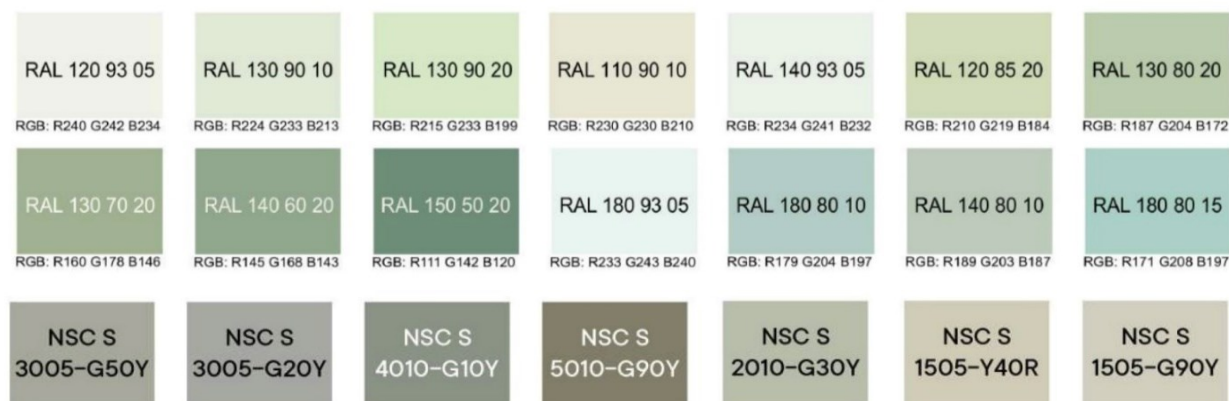 RAL 120 93 05
RAL 130 90 10
RAL 130 90 20
RAL 110 90 10
RAL 140 93 05
RAL 120 85 20
RAL 130 80 20
RGB: R240 G242 B234
RGB: R224 G233 B213
RGB: R215 G233 B199
RGB: R230 G230 B210
RGB: R234 G241 B232
RGB: R210 G219 B184
RGB: R187 G204 B172
RAL 130 70 20
RAL 140 60 20
RAL 150 50 20
RAL 180 93 05
RAL 180 80 10
RAL 140 80 10
RAL 180 80 15
RGB: R160 G178 B146
RGB: R145 G168 B143
RGB: R111 G142 B120
RGB: R233 G243 B240
RGB: R179 G204 B197
RGB: R189 G203 B187
RGB: R171 G208 B197
NSC S
3005-G50Y
NSC S
3005-G20Y
NSC S
4010-G10Y
NSC S
5010-G90Y
NSC S
2010-G30Y
NSC S
1505-Y40R
NSC S
1505-G90Y